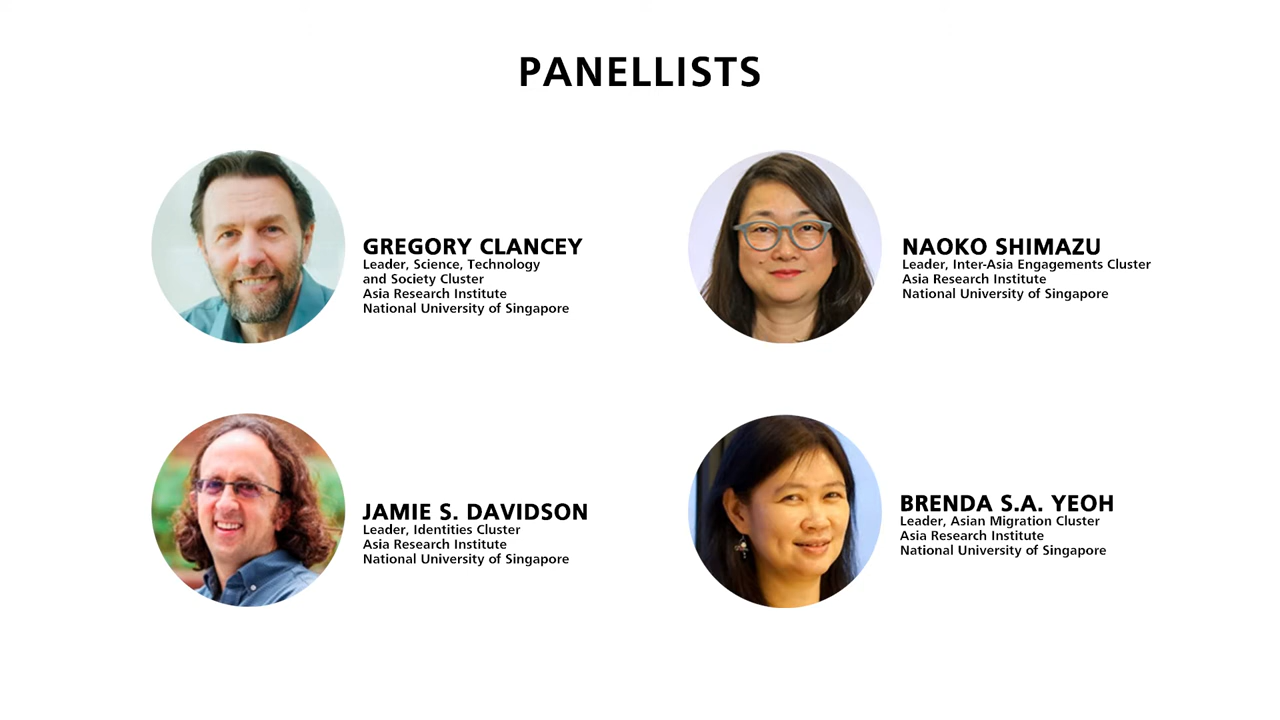 PANELLISTS
GREGORY CLANCEY
Leader, Science, Technology
and Society Cluster
Asia Research Institute
National University of Singapore
NAOKO SHIMAZU
Leader, Inter-Asia Engagements Cluster
Asia Research Institute
National University of Singapore
JAMIE S. DAVIDSON
Leader, Identities Cluster
Asia Research Institute
National University of Singapore
BRENDA S.A. YEOH
Leader, Asian Migration Cluster
Asia Research Institute
National University of Singapore